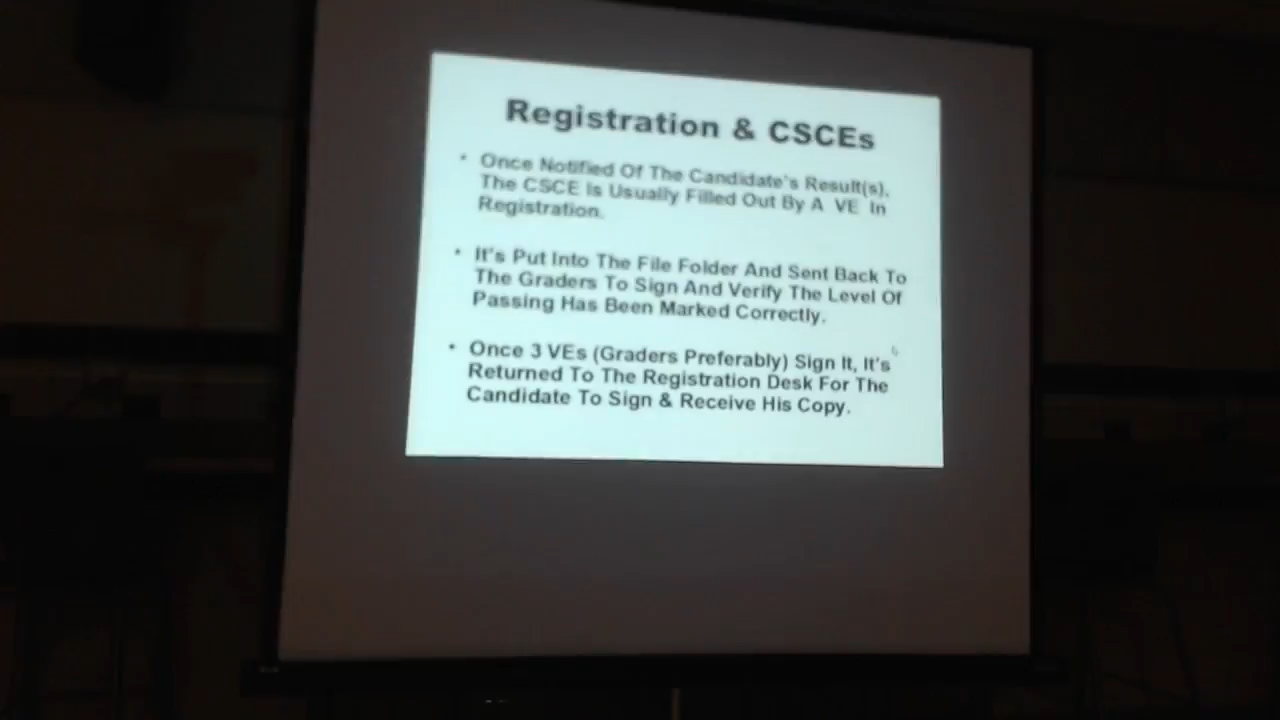 Registration & CSCEs
• Once Notified Of The Candidate's Result(s),
The CSCE is Usually Filled Out By A VE In
Registration.
• It's Put Into The File Folder And Sent Back To
The Graders To Sign And Verify The Level Of
Passing Has Been Marked Correctly.
• Once 3 VEs (Graders Preferably) Sign It, It's
Returned To The Registration Desk For The
Candidate To Sign & Receive His Copy.